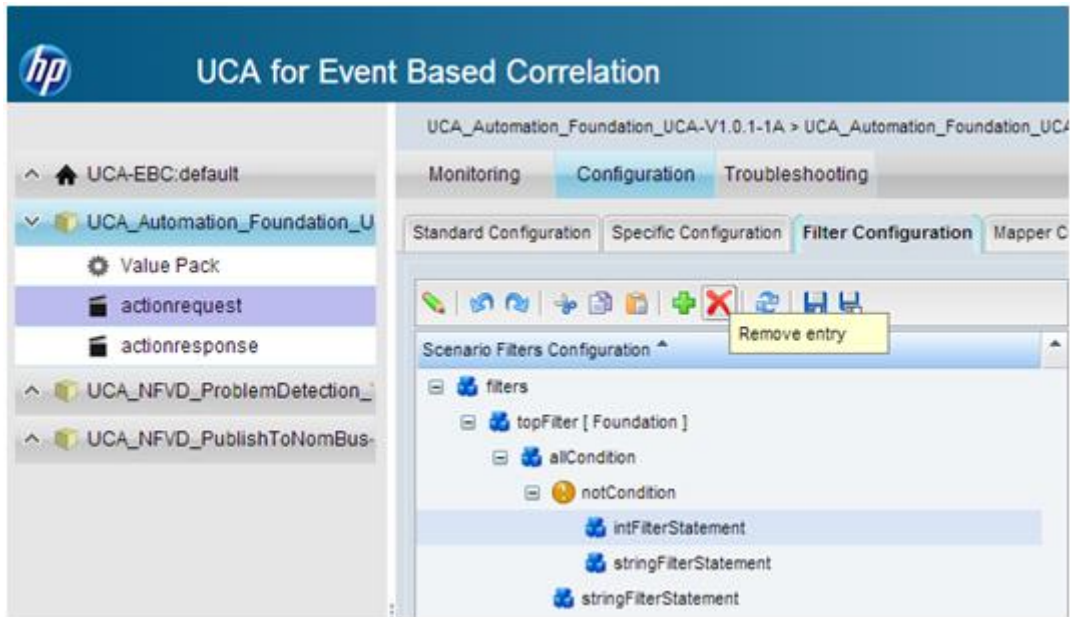 hp
UCA for Event Based Correlation
UCA_Automation_Foundation_UCA-V1.0.1-1A > UCA_Automation_Foundation_UCA
UCA-EBC:default
Monitoring Configuration Troubleshooting
UCA_Automation_Foundation_U
Standard Configuration Specific Configuration Filter Configuration Mapper C
Value Pack
actionrequest
Remove entry
actionresponse
Scenario Filters Configuration
UCA_NFVD_ProblemDetection_
filters
topFilter [ Foundation ]
UCA_NFVD_PublishToNomBus-
allCondition
notCondition
intFilterStatement
stringFilterStatement
stringFilterStatement